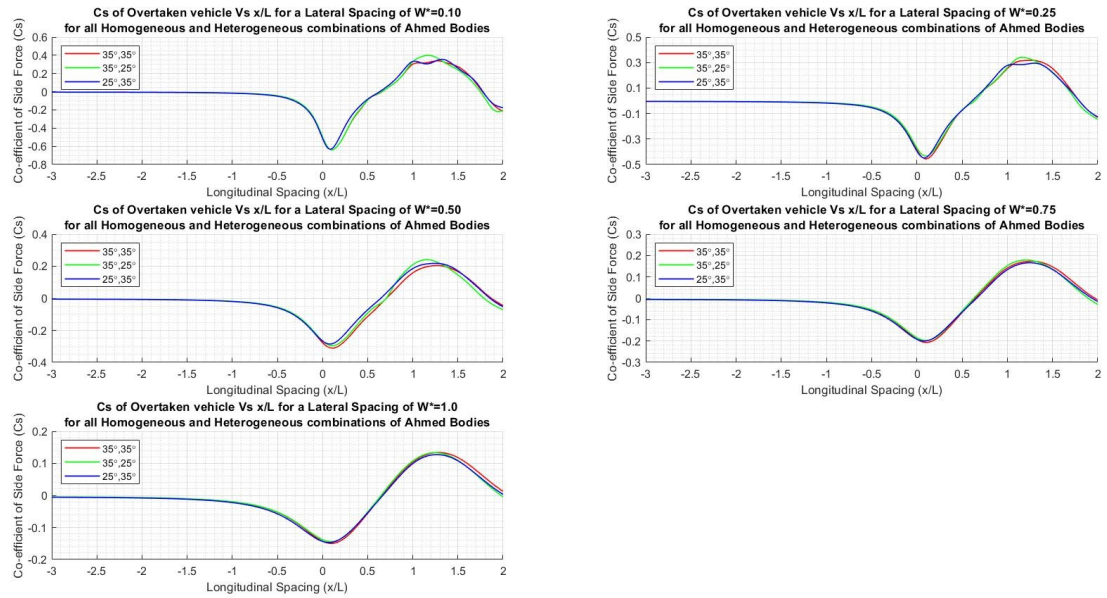 Cs of Overtaken vehicle Vs x/L for a Lateral Spacing of W*=0.10
for all Homogeneous and Heterogeneous combinations of Ahmed Bodies
Co-efficient of Side Force (Cs)
0.6
0.4
0.2
0
-0.2
-0.4
-0.6
-0.8
35°,35°
35°,25°
25°,35°
-3 -2.5 -2 -1.5 -1 -0.5 0 0.5 1 1.5 2
Longitudinal Spacing (x/L)
Cs of Overtaken vehicle Vs x/L for a Lateral Spacing of W*=0.25
for all Homogeneous and Heterogeneous combinations of Ahmed Bodies
Co-efficient of Side Force (Cs)
0.5
0.3
0.1
-0.1
-0.3
-0.5
35°,35°
35°,25°
25°,35°
-3 -2.5 -2 -1.5 -1 -0.5 0 0.5 1 1.5 2
Longitudinal Spacing (x/L)
Cs of Overtaken vehicle Vs x/L for a Lateral Spacing of W*=0.50
for all Homogeneous and Heterogeneous combinations of Ahmed Bodies
Co-efficient of Side Force (Cs)
0.4
0.2
0
-0.2
-0.4
35°,35°
35°,25°
25°,35°
-3 -2.5 -2 -1.5 -1 -0.5 0 0.5 1 1.5 2
Longitudinal Spacing (x/L)
Cs of Overtaken vehicle Vs x/L for a Lateral Spacing of W*=0.75
for all Homogeneous and Heterogeneous combinations of Ahmed Bodies
Co-efficient of Side Force (Cs)
0.3
0.2
0.1
0
-0.1
-0.2
-0.3
35°,35°
35°,25°
25°,35°
-3 -2.5 -2 -1.5 -1 -0.5 0 0.5 1 1.5 2
Longitudinal Spacing (x/L)
Cs of Overtaken vehicle Vs x/L for a Lateral Spacing of W*=1.0
for all Homogeneous and Heterogeneous combinations of Ahmed Bodies
Co-efficient of Side Force (Cs)
0.2
0.1
0
-0.1
-0.2
35°,35°
35°,25°
25°,35°
-3 -2.5 -2 -1.5 -1 -0.5 0 0.5 1 1.5 2
Longitudinal Spacing (x/L)